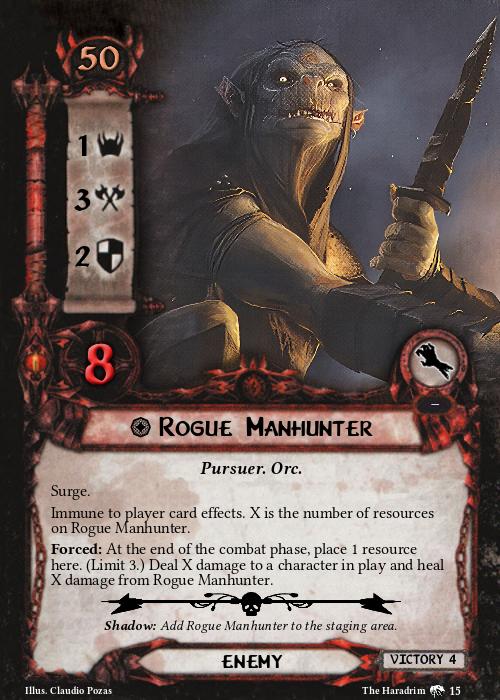 50
1
3
2
8
–
Rogue Manhunter
Pursuer. Orc.
Surge.
Immune to player card effects. X is the number of resources
on Rogue Manhunter.
Forced: At the end of the combat phase, place 1 resource
here. (Limit 3.) Deal X damage to a character in play and heal
X damage from Rogue Manhunter.
Shadow: Add Rogue Manhunter to the staging area.
ENEMY
VICTORY 4
Illus. Claudio Pozas
The Haradrim 15